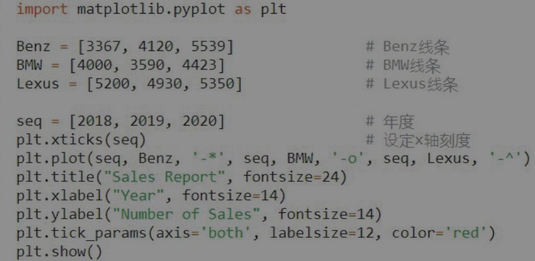 import matplotlib.pyplot as plt
Benz = [3367, 4120, 5539] # Benz线条
BMW = [4000, 3590, 4423] # BMW线条
Lexus = [5200, 4930, 5350] # Lexus线条
seq = [2018, 2019, 2020] # 年度
plt.xticks(seq) # 设定x轴刻度
plt.plot(seq, Benz, '-*', seq, BMW, '-o', seq, Lexus, '-^')
plt.title("Sales Report", fontsize=24)
plt.xlabel("Year", fontsize=14)
plt.ylabel("Number of Sales", fontsize=14)
plt.tick_params(axis='both', labelsize=12, color='red')
plt.show()